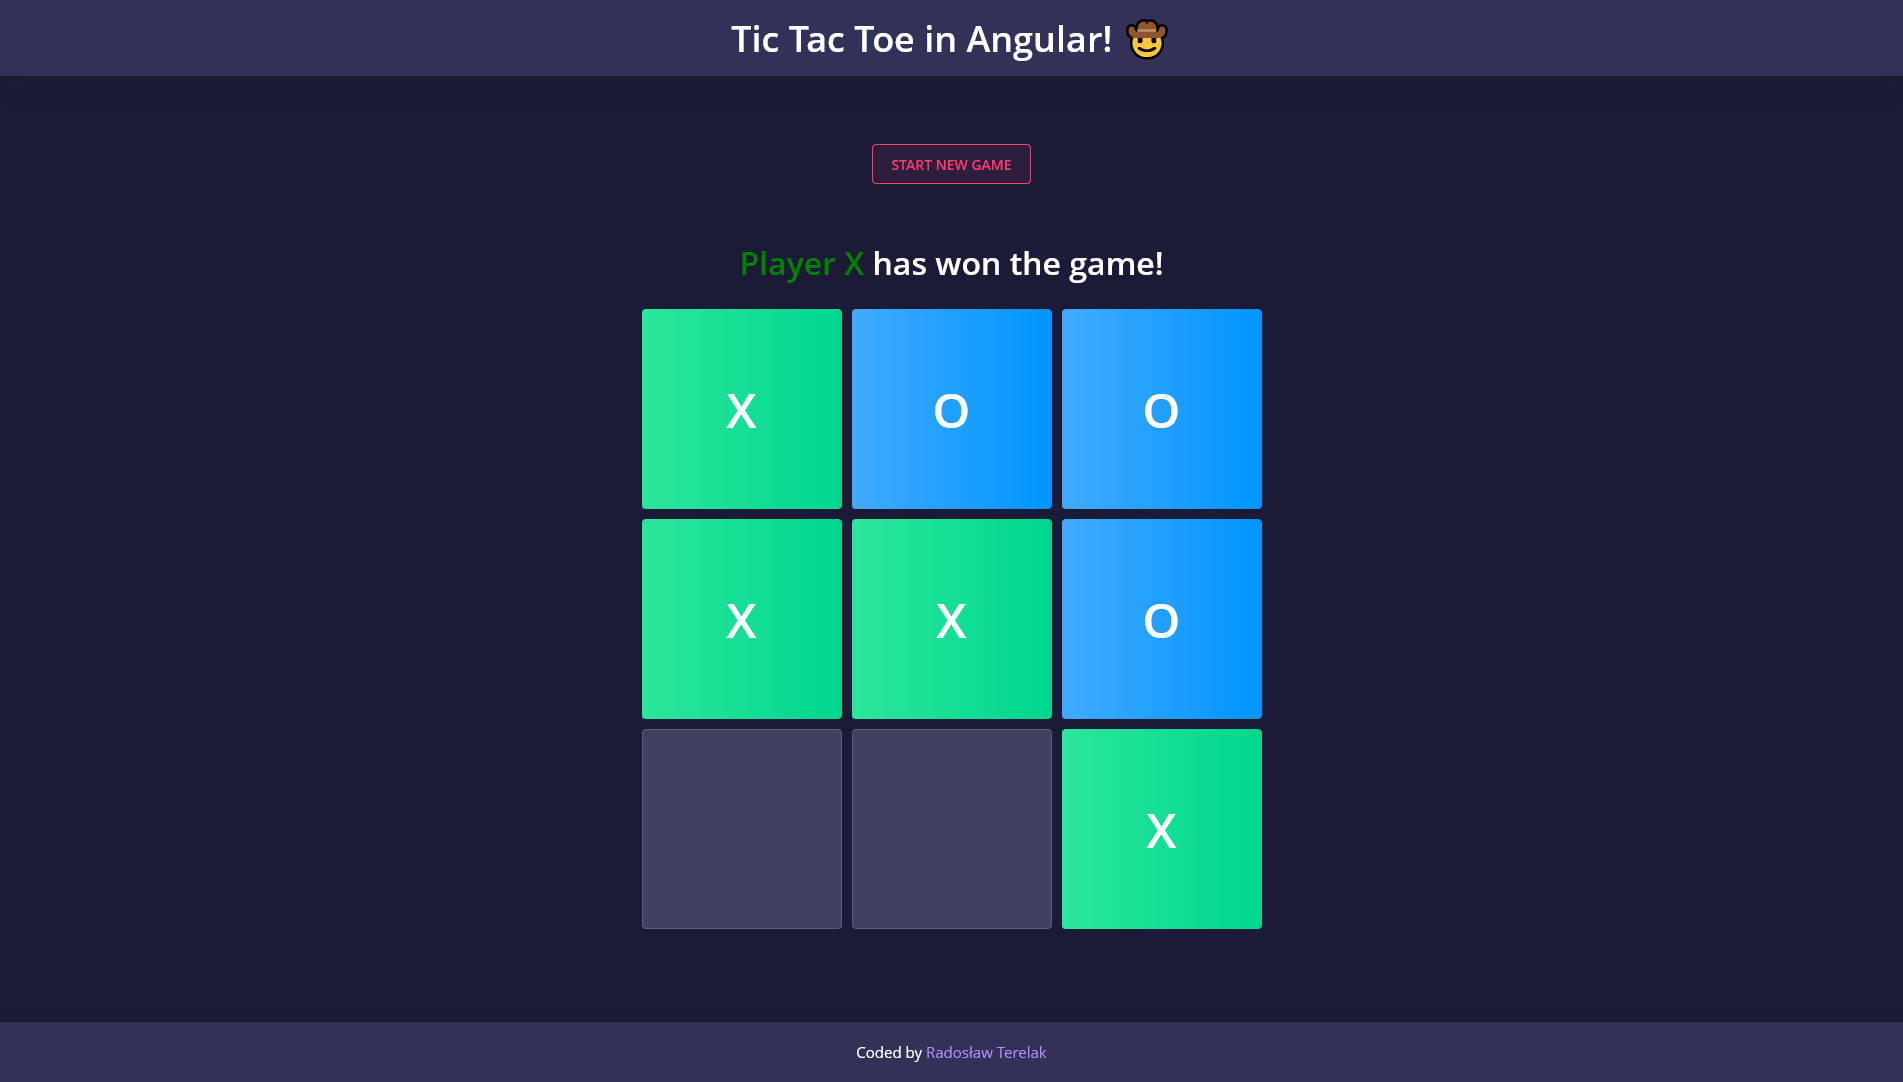 Tic Tac Toe in Angular! 🤠
START NEW GAME
Player X has won the game!
X O O
X X O
X
Coded by Radosław Terelak